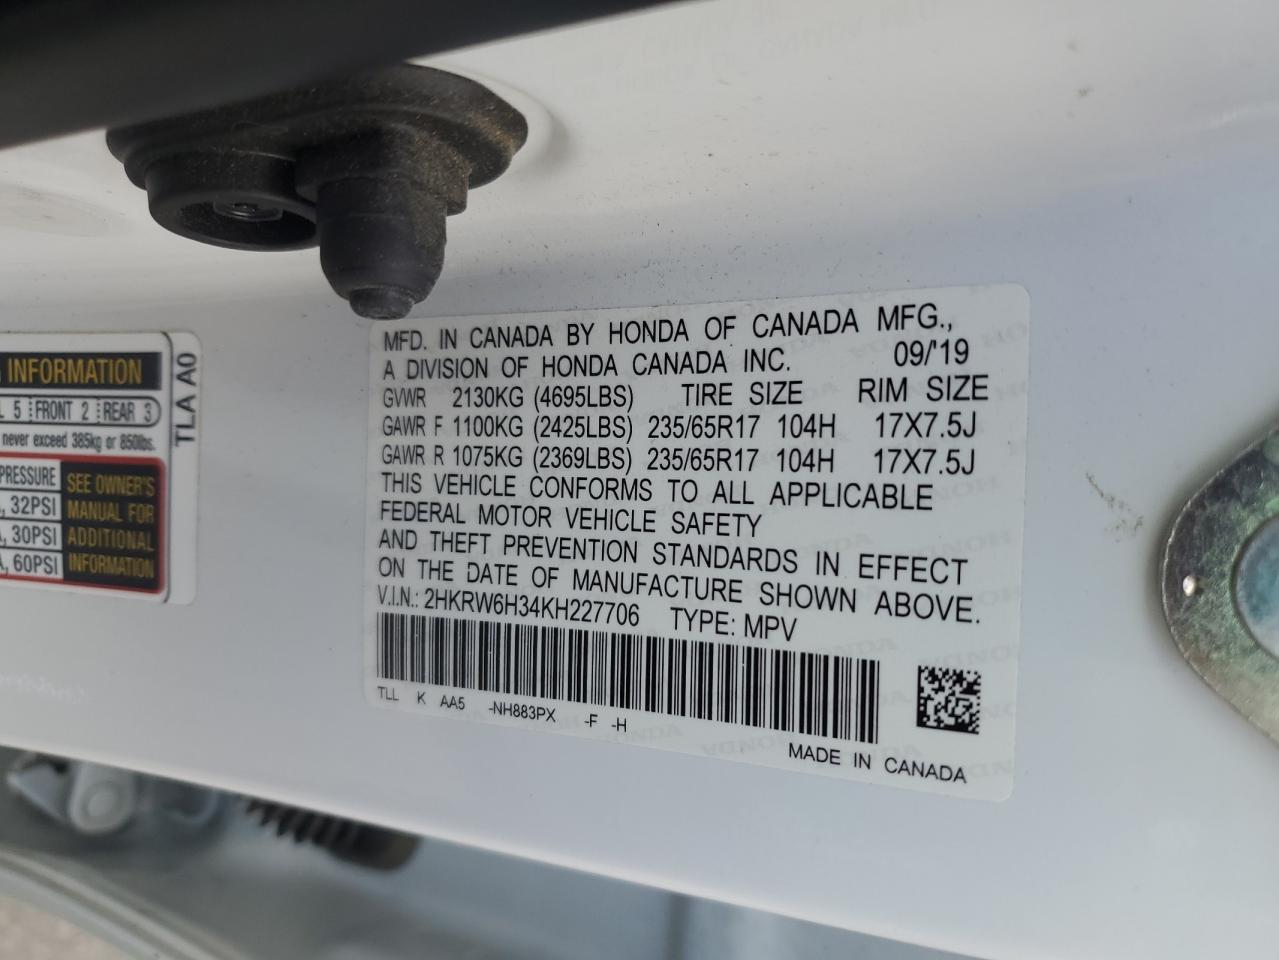 INFORMATION
L 5 FRONT 2 REAR 3
never exceed 385kg or 850lbs.
PRESSURE
, 32PSI
, 30PSI
, 60PSI
SEE OWNER'S
MANUAL FOR
ADDITIONAL
INFORMATION
TLA A0
MFD. IN CANADA BY HONDA OF CANADA MFG.,
A DIVISION OF HONDA CANADA INC. 09/'19
GVWR 2130KG (4695LBS) TIRE SIZE RIM SIZE
GAWR F 1100KG (2425LBS) 235/65R17 104H 17X7.5J
GAWR R 1075KG (2369LBS) 235/65R17 104H 17X7.5J
THIS VEHICLE CONFORMS TO ALL APPLICABLE
FEDERAL MOTOR VEHICLE SAFETY
AND THEFT PREVENTION STANDARDS IN EFFECT
ON THE DATE OF MANUFACTURE SHOWN ABOVE.
V.I.N.: 2HKRW6H34KH227706 TYPE: MPV
TLL K AA5 -NH883PX -F -H
MADE IN CANADA